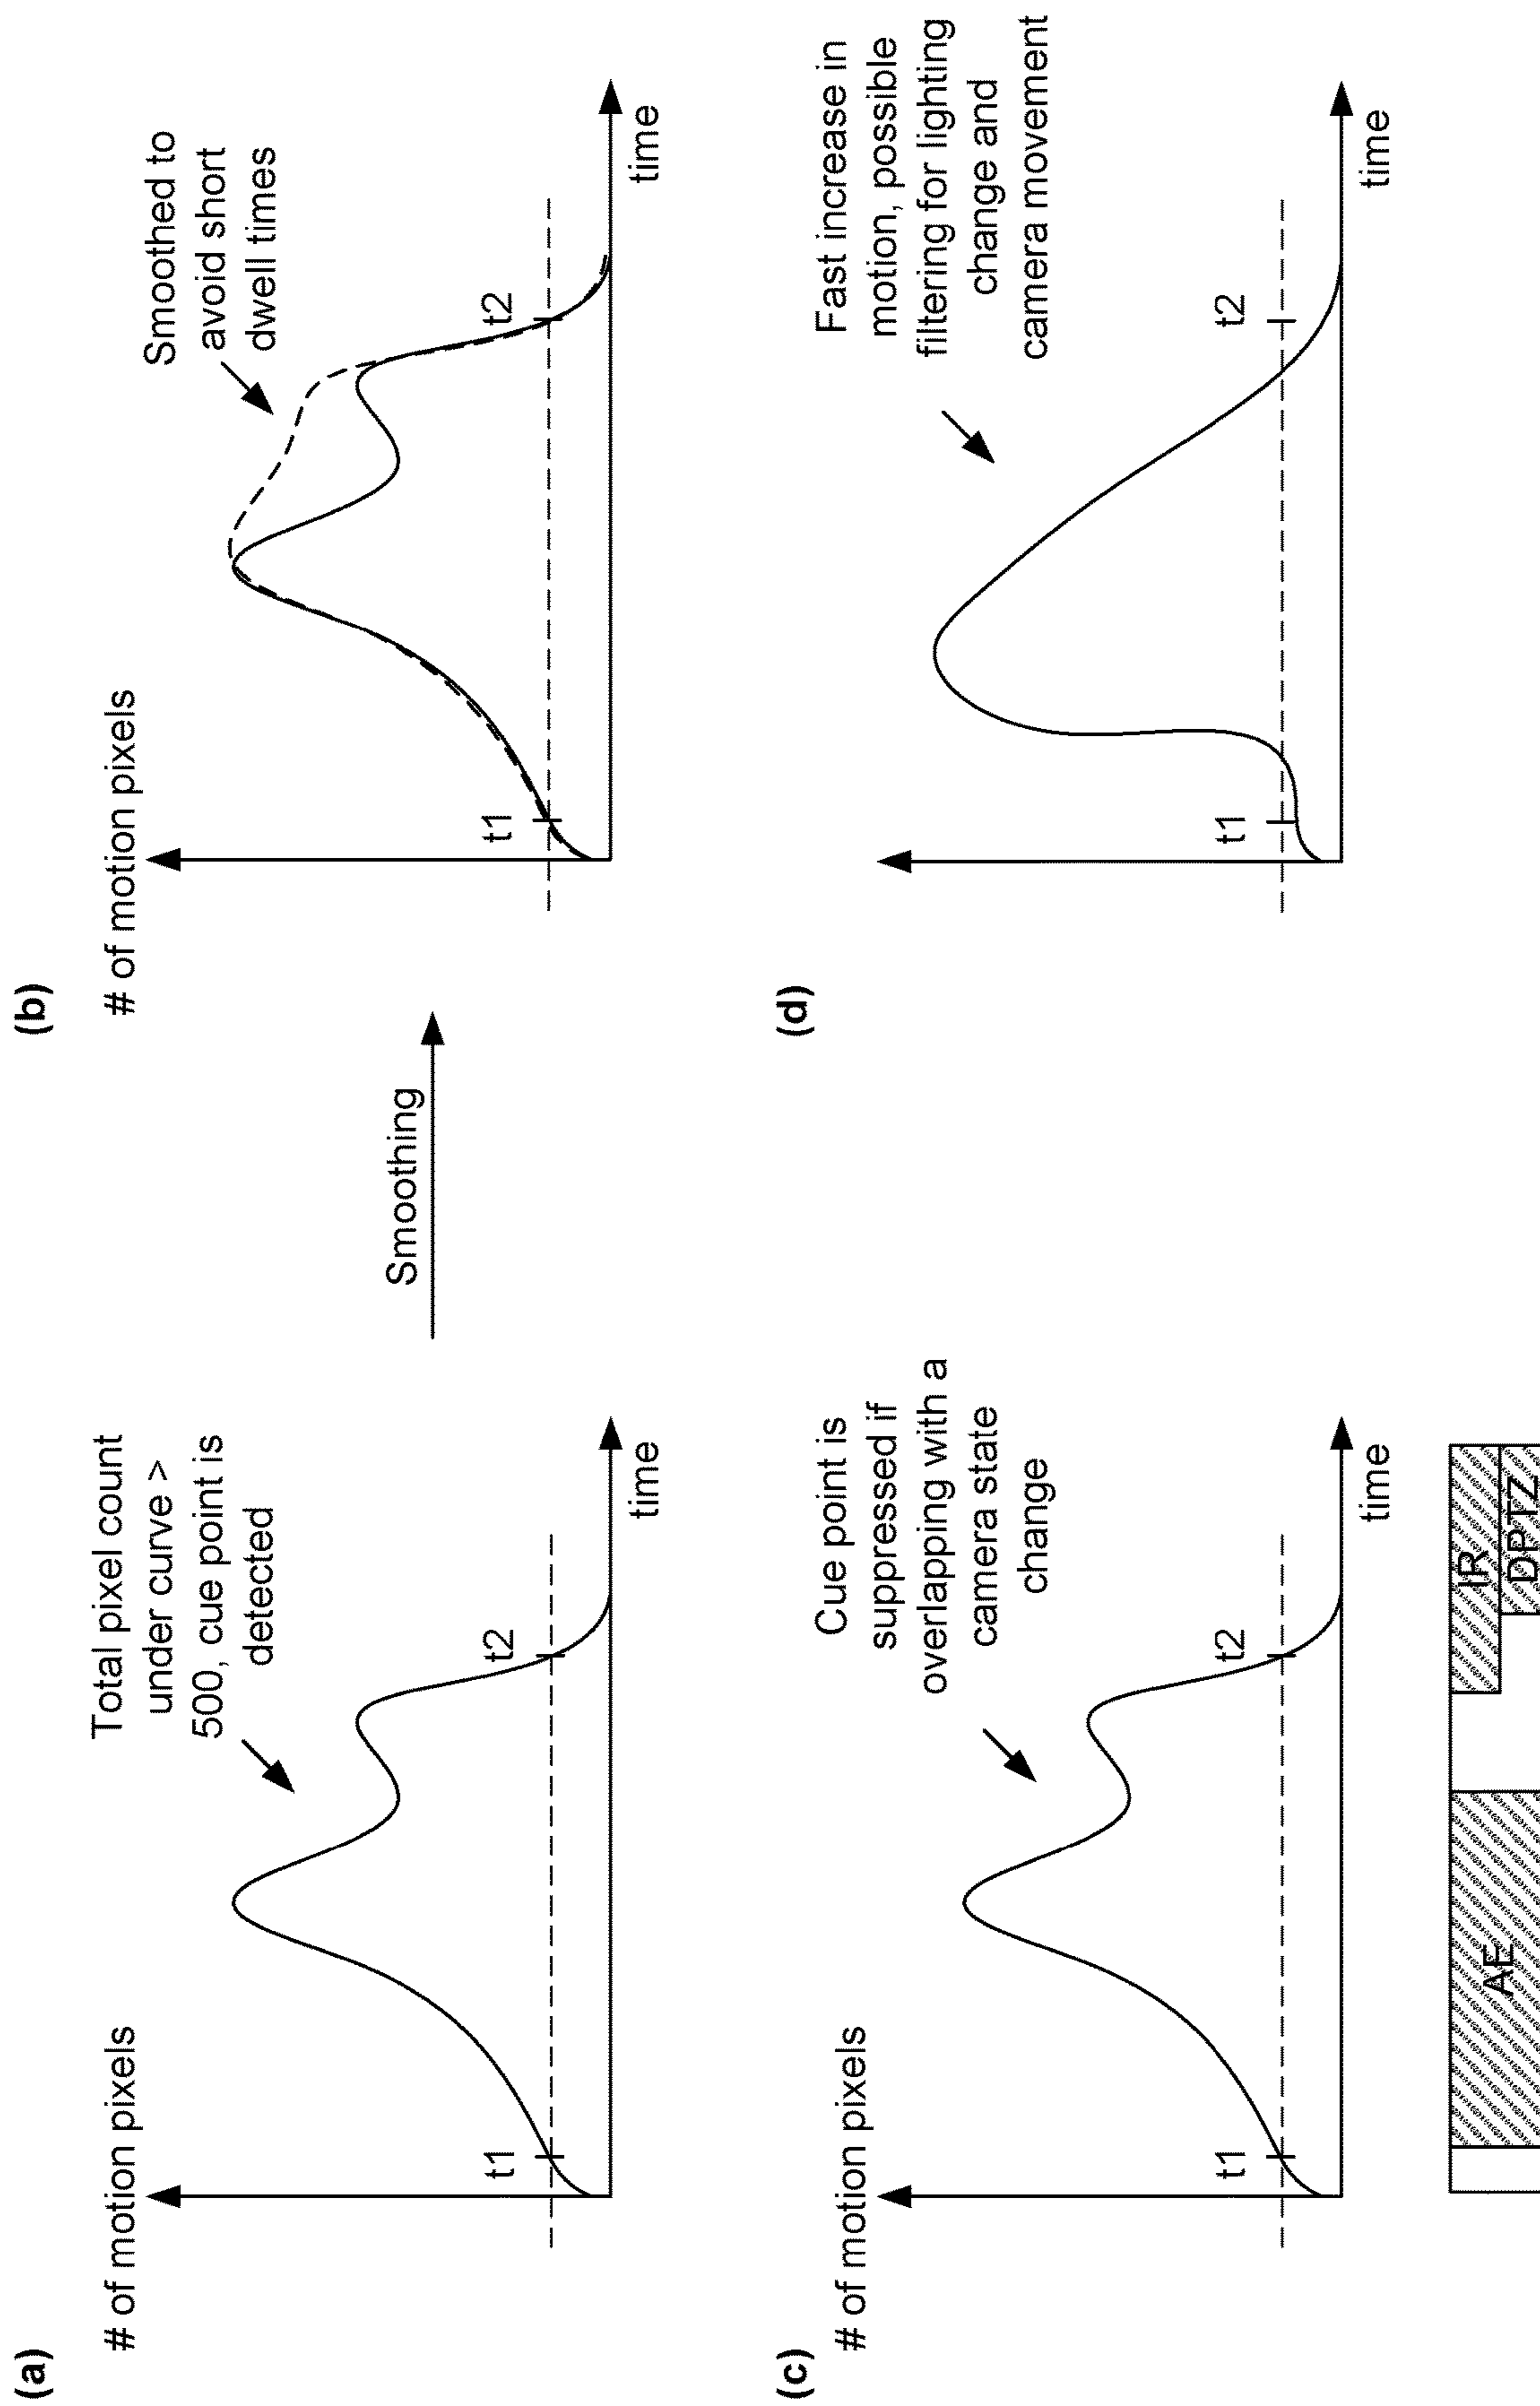 (a)
# of motion pixels
Total pixel count
under curve >
500, cue point is
detected
t1
t2
time
Smoothing
(b)
# of motion pixels
Smoothed to
avoid short
dwell times
t1
t2
time
(c)
# of motion pixels
Cue point is
suppressed if
overlapping with a
camera state
change
t1
t2
time
AE
IR
DPTZ
(d)
Fast increase in
motion, possible
filtering for lighting
change and
camera movement
t1
t2
time